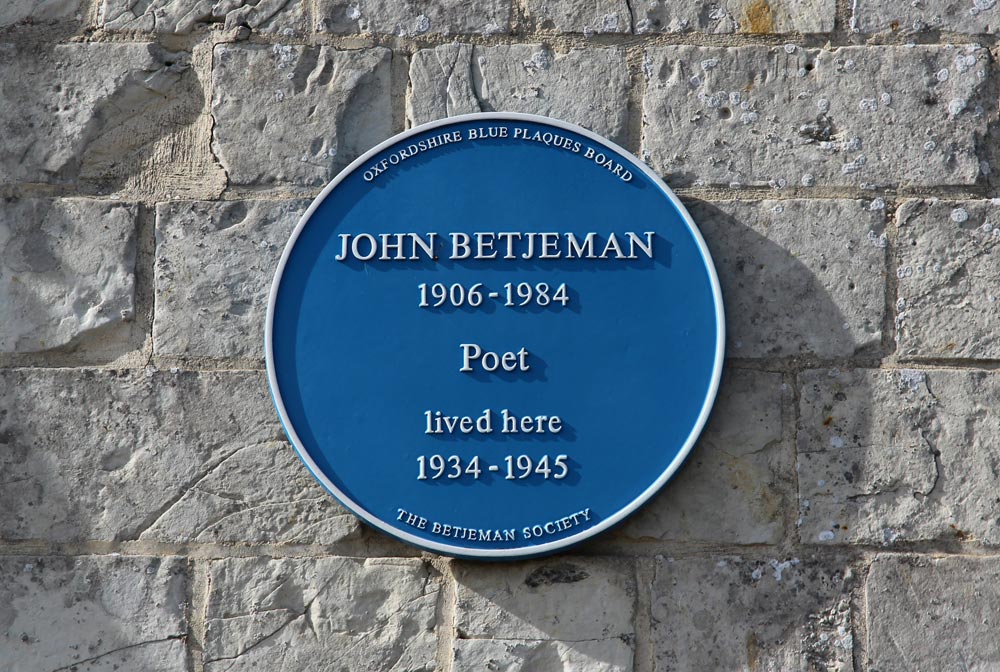 OXFORDSHIRE BLUE PLAQUES BOARD
JOHN BETJEMAN
1906-1984
Poet
lived here
1934-1945
THE BETJEMAN SOCIETY